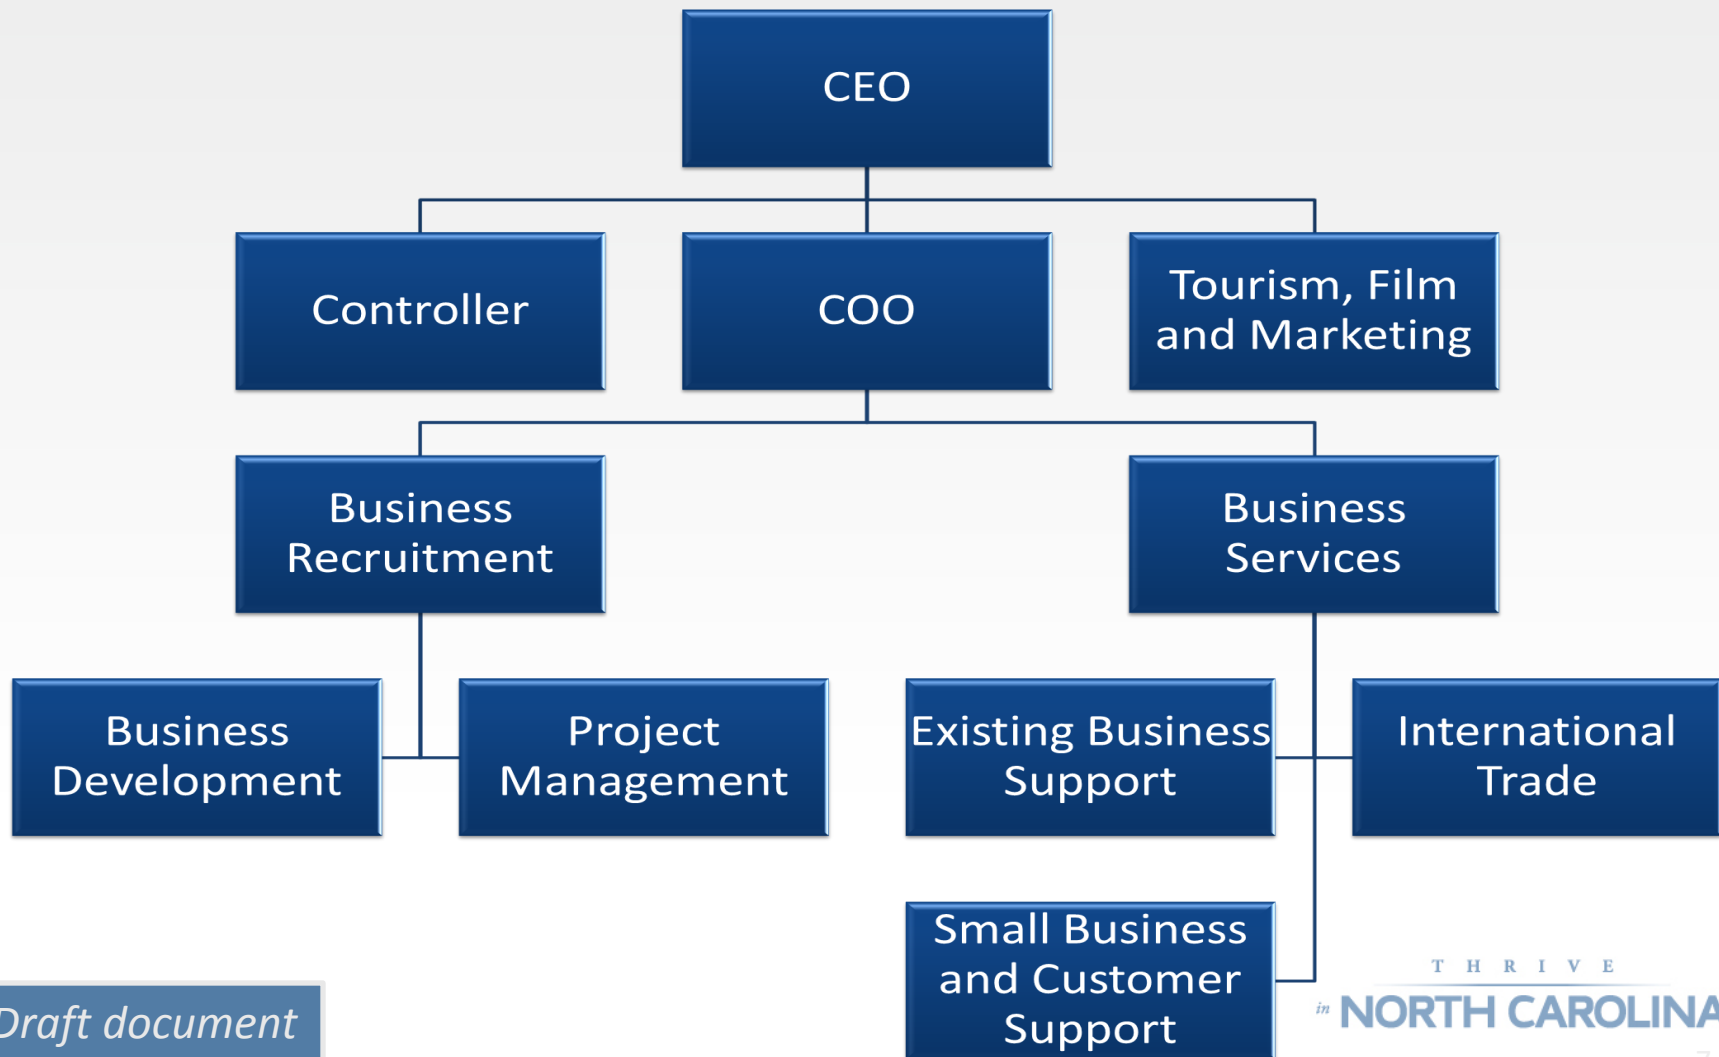 CEO
Controller
COO
Tourism, Film
and Marketing
Business
Recruitment
Business
Services
Business
Development
Project
Management
Existing Business
Support
International
Trade
Small Business
and Customer
Support
Draft document
THRIVE
in NORTH CAROLINA
7